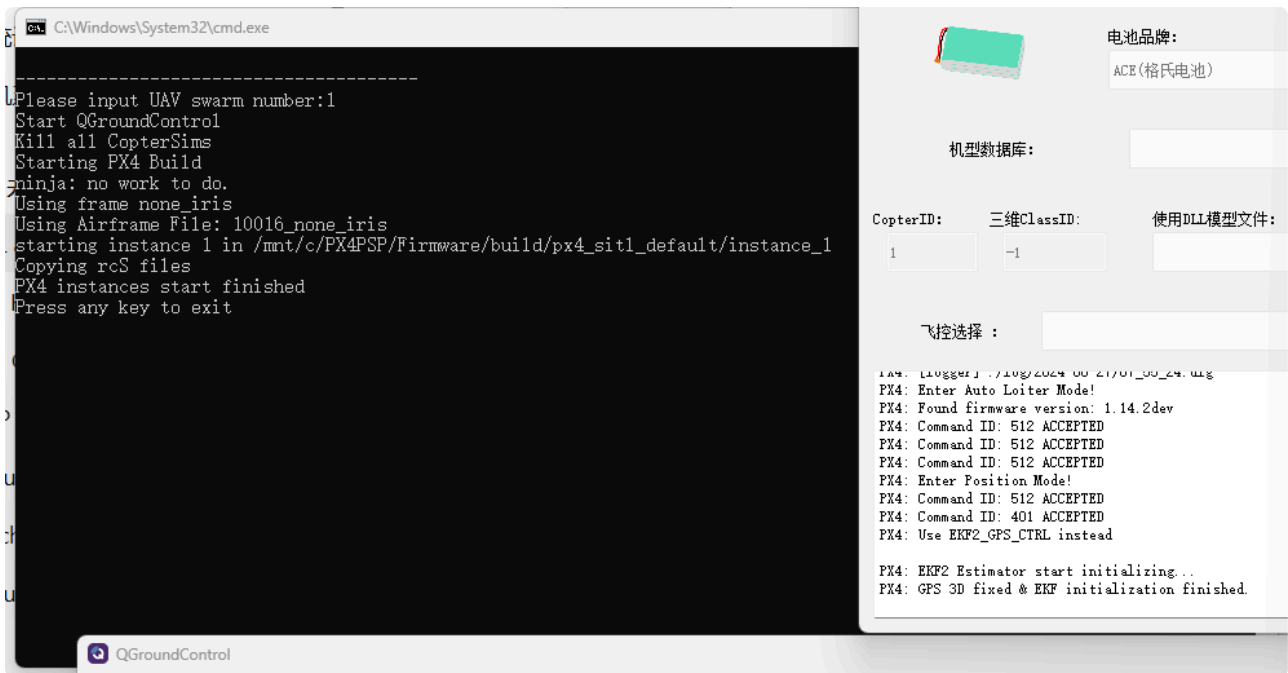 C:\Windows\System32\cmd.exe
---------------------------------------
Please input UAV swarm number:1
Start QGroundControl
Kill all CopterSims
Starting PX4 Build
ninja: no work to do.
Using frame none_iris
Using Airframe File: 10016_none_iris
starting instance 1 in /mnt/c/PX4PSP/Firmware/build/px4_sitl_default/instance_1
Copying rcS files
PX4 instances start finished
Press any key to exit
电池品牌:
ACE(格氏电池)
机型数据库:
CopterID: 三维ClassID: 使用DLL模型文件:
1 -1
飞控选择 :
PX4: [logger]
PX4: Enter Auto Loiter Mode!
PX4: Found firmware version: 1.14.2dev
PX4: Command ID: 512 ACCEPTED
PX4: Command ID: 512 ACCEPTED
PX4: Command ID: 512 ACCEPTED
PX4: Enter Position Mode!
PX4: Command ID: 512 ACCEPTED
PX4: Command ID: 401 ACCEPTED
PX4: Use EKF2_GPS_CTRL instead
PX4: EKF2 Estimator start initializing...
PX4: GPS 3D fixed & EKF initialization finished.
QGroundControl